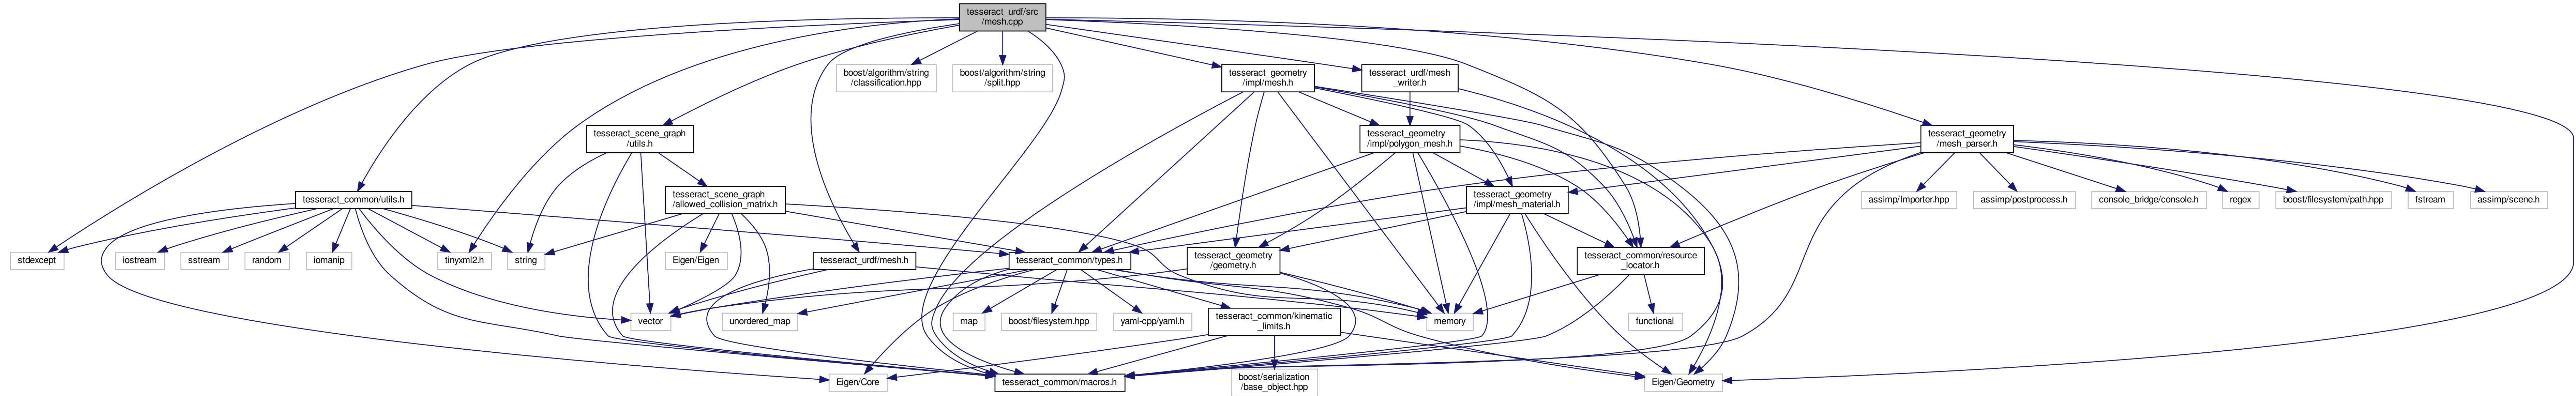 tesseract_urdf/src
/mesh.cpp
boost/algorithm/string
/classification.hpp
boost/algorithm/string
/split.hpp
tesseract_geometry
/impl/mesh.h
tesseract_urdf/mesh
_writer.h
tesseract_scene_graph
/utils.h
tesseract_geometry
/impl/polygon_mesh.h
tesseract_geometry
/mesh_parser.h
tesseract_common/utils.h
tesseract_scene_graph
/allowed_collision_matrix.h
tesseract_geometry
/impl/mesh_material.h
assimp/Importer.hpp
assimp/postprocess.h
console_bridge/console.h
regex
boost/filesystem/path.hpp
fstream
assimp/scene.h
stdexcept
iostream
sstream
random
iomanip
tinyxml2.h
string
Eigen/Eigen
tesseract_urdf/mesh.h
tesseract_common/types.h
tesseract_geometry
/geometry.h
tesseract_common/resource
_locator.h
vector
unordered_map
map
boost/filesystem.hpp
yaml-cpp/yaml.h
tesseract_common/kinematic
_limits.h
memory
functional
Eigen/Core
tesseract_common/macros.h
boost/serialization
/base_object.hpp
Eigen/Geometry